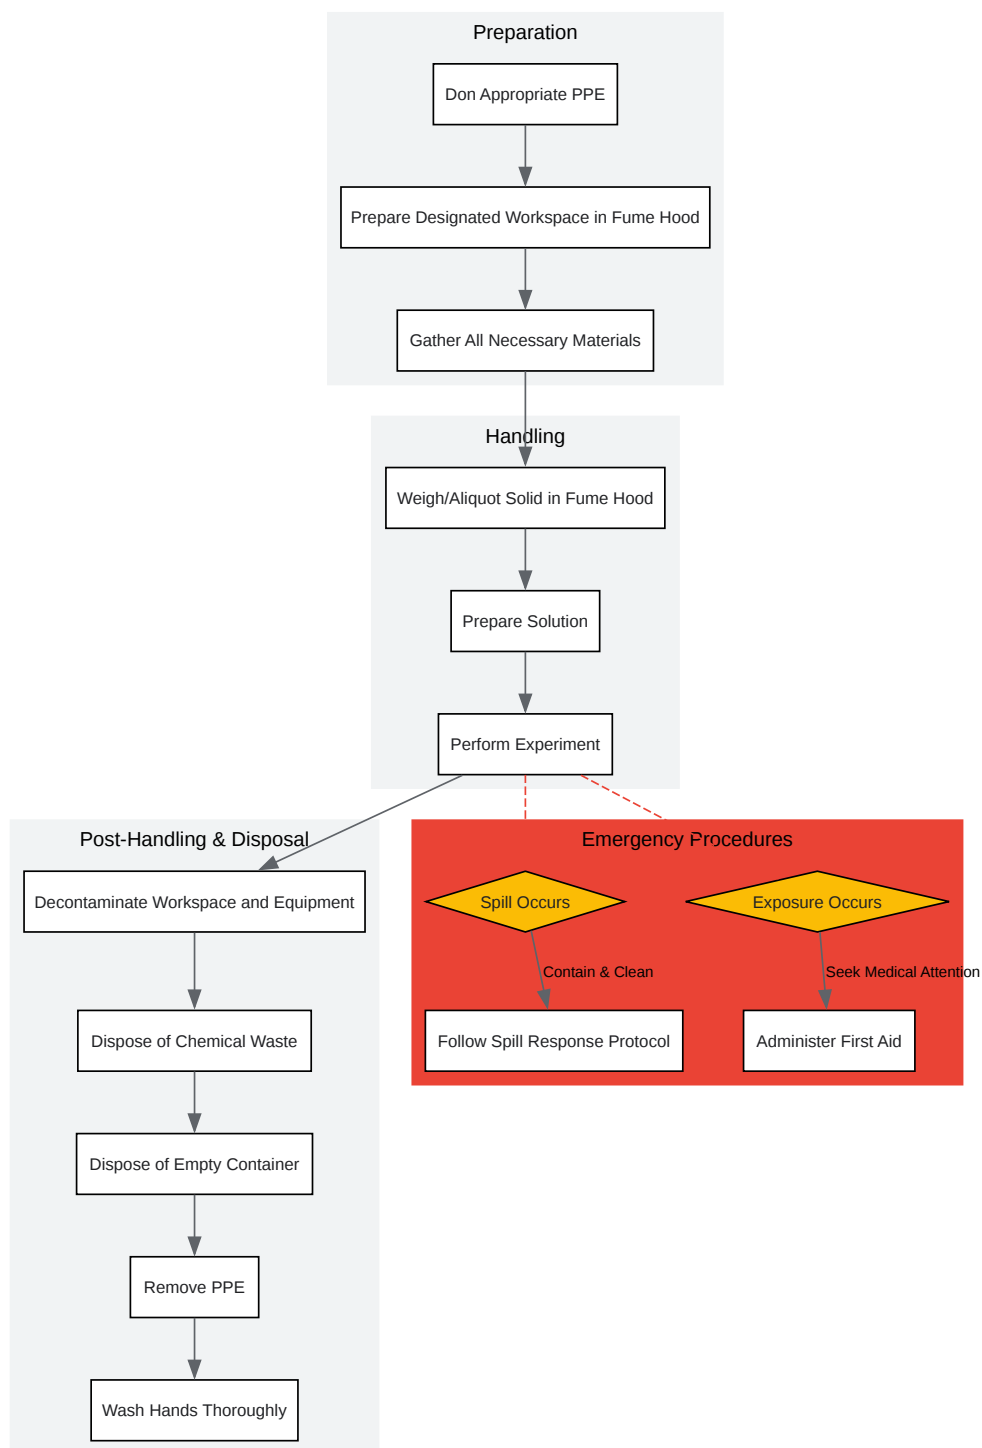 Preparation
Don Appropriate PPE
Prepare Designated Workspace in Fume Hood
Gather All Necessary Materials
Handling
Weigh/Aliquot Solid in Fume Hood
Prepare Solution
Perform Experiment
Post-Handling & Disposal
Decontaminate Workspace and Equipment
Dispose of Chemical Waste
Dispose of Empty Container
Remove PPE
Wash Hands Thoroughly
Emergency Procedures
Spill Occurs
Exposure Occurs
Contain & Clean
Seek Medical Attention
Follow Spill Response Protocol
Administer First Aid